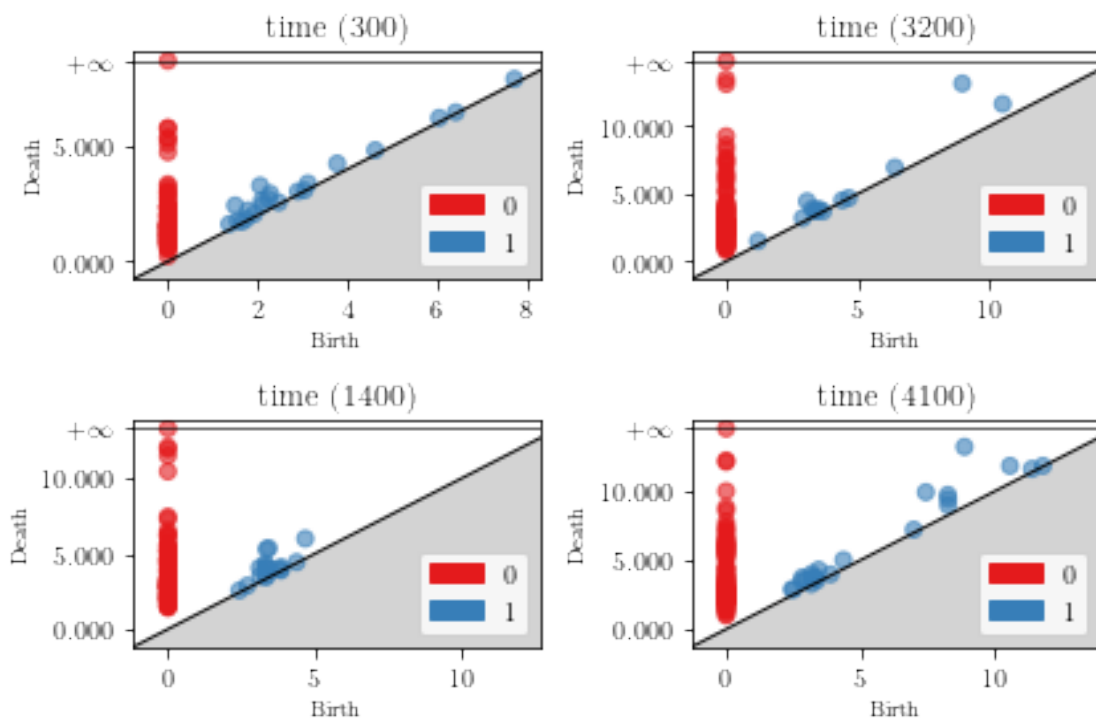 time (300)
+∞
5.000
0.000
Death
0 2 4 6 8
Birth
0
1
time (3200)
+∞
10.000
5.000
0.000
Death
0 5 10
Birth
0
1
time (1400)
+∞
10.000
5.000
0.000
Death
0 5 10
Birth
0
1
time (4100)
+∞
10.000
5.000
0.000
Death
0 5 10
Birth
0
1